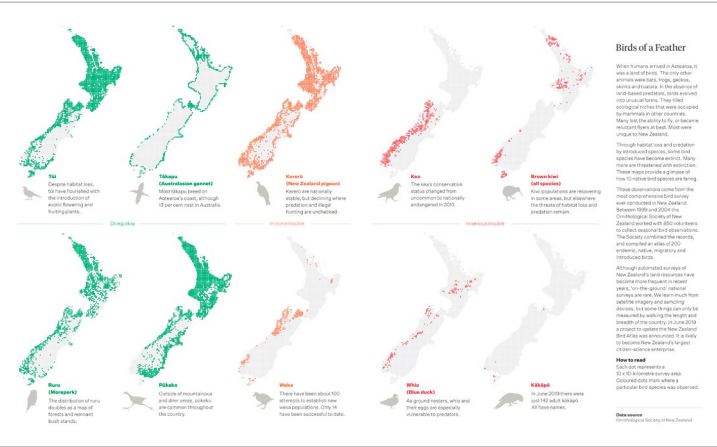 Birds of a Feather
When humans arrived in Aotearoa, it
was a land of birds. The only other
animals were bats, frogs, geckos,
skinks and tuatara. In the absence of
land-based predators, birds evolved
into unusual forms. They filled
ecological niches that were occupied
by mammals in other countries.
Many lost the ability to fly, or became
reluctant flyers at best. Most were
unique to New Zealand.
Through habitat loss and predation
by introduced species, some bird
species have become extinct. Many
more are threatened with extinction.
These maps provide a glimpse of
how 10 native bird species are faring.
These observations come from the
most comprehensive bird survey
ever conducted in New Zealand.
Between 1999 and 2004 the
Ornithological Society of New
Zealand worked with 850 volunteers
to collect seasonal bird observations.
The Society combined the records,
and compiled an atlas of 200
endemic, native, migratory and
introduced birds.
Although automated surveys of
New Zealand's land resources have
become more frequent in recent
years, 'on-the-ground' national
surveys are rare. We learn much from
satellite imagery and sampling
devices, but some things can only be
measured by walking the length and
breadth of the country. In June 2019
a project to update the New Zealand
Bird Atlas was announced. It is likely
to become New Zealand's largest
citizen-science enterprise.
How to read
Each dot represents a
10 x 10-kilometre survey area.
Coloured dots mark where a
particular bird species was observed.
Data source
Ornithological Society of New Zealand
Tūī
Despite habitat loss,
tūī have flourished with
the introduction of
exotic flowering and
fruiting plants.
Tākapu
(Australasian gannet)
Most tākapu breed on
Aotearoa's coast, although
13 per cent nest in Australia.
Kererū
(New Zealand pigeon)
Kererū are nationally
stable, but declining where
predation and illegal
hunting are unchecked.
Kea
The kea's conservation
status changed from
uncommon to nationally
endangered in 2013.
Brown kiwi
(all species)
Kiwi populations are recovering
in some areas, but elsewhere
the threats of habitat loss and
predation remain.
Doing okay
In some trouble
In serious trouble
Ruru
(Morepork)
The distribution of ruru
doubles as a map of
forests and remnant
bush stands.
Pūkeko
Outside of mountainous
and drier areas, pūkeko
are common throughout
the country.
Weka
There have been about 100
attempts to establish new
weka populations. Only 14
have been successful to date.
Whio
(Blue duck)
As ground nesters, whio and
their eggs are especially
vulnerable to predators.
Kākāpō
In June 2019 there were
just 142 adult kākāpō.
All have names.